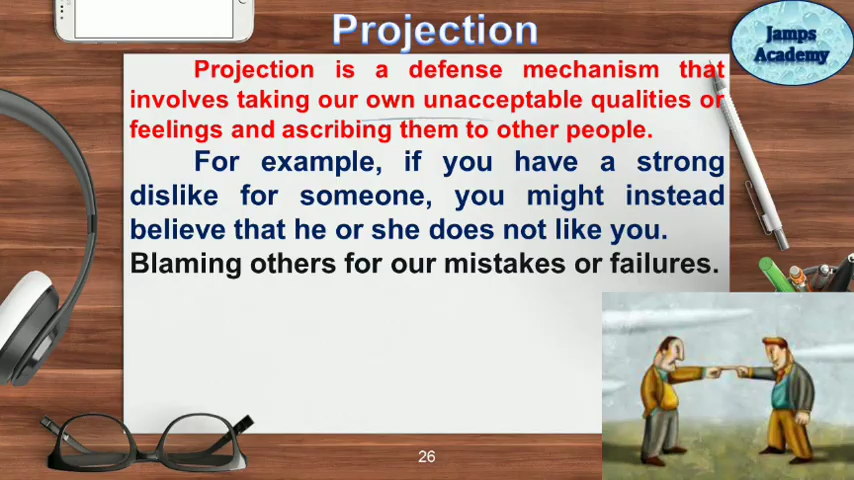 Projection
Jamps
Academy
Projection is a defense mechanism that
involves taking our own unacceptable qualities or
feelings and ascribing them to other people.
For example, if you have a strong
dislike for someone, you might instead
believe that he or she does not like you.
Blaming others for our mistakes or failures.
26